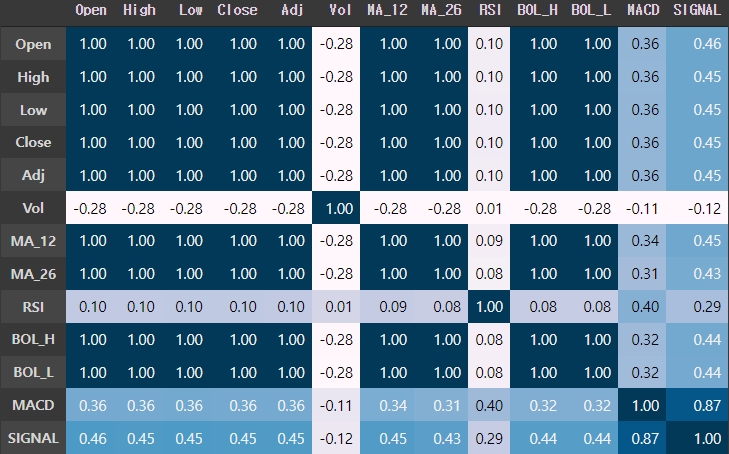 Open High Low Close Adj Vol MA_12 MA_26 RSI BOL_H BOL_L MACD SIGNAL
Open 1.00 1.00 1.00 1.00 1.00 -0.28 1.00 1.00 0.10 1.00 1.00 0.36 0.46
High 1.00 1.00 1.00 1.00 1.00 -0.28 1.00 1.00 0.10 1.00 1.00 0.36 0.45
Low 1.00 1.00 1.00 1.00 1.00 -0.28 1.00 1.00 0.10 1.00 1.00 0.36 0.45
Close 1.00 1.00 1.00 1.00 1.00 -0.28 1.00 1.00 0.10 1.00 1.00 0.36 0.45
Adj 1.00 1.00 1.00 1.00 1.00 -0.28 1.00 1.00 0.10 1.00 1.00 0.36 0.45
Vol -0.28 -0.28 -0.28 -0.28 -0.28 1.00 -0.28 -0.28 0.01 -0.28 -0.28 -0.11 -0.12
MA_12 1.00 1.00 1.00 1.00 1.00 -0.28 1.00 1.00 0.09 1.00 1.00 0.34 0.45
MA_26 1.00 1.00 1.00 1.00 1.00 -0.28 1.00 1.00 0.08 1.00 1.00 0.31 0.43
RSI 0.10 0.10 0.10 0.10 0.10 0.01 0.09 0.08 1.00 0.08 0.08 0.40 0.29
BOL_H 1.00 1.00 1.00 1.00 1.00 -0.28 1.00 1.00 0.08 1.00 1.00 0.32 0.44
BOL_L 1.00 1.00 1.00 1.00 1.00 -0.28 1.00 1.00 0.08 1.00 1.00 0.32 0.44
MACD 0.36 0.36 0.36 0.36 0.36 -0.11 0.34 0.31 0.40 0.32 0.32 1.00 0.87
SIGNAL 0.46 0.45 0.45 0.45 0.45 -0.12 0.45 0.43 0.29 0.44 0.44 0.87 1.00